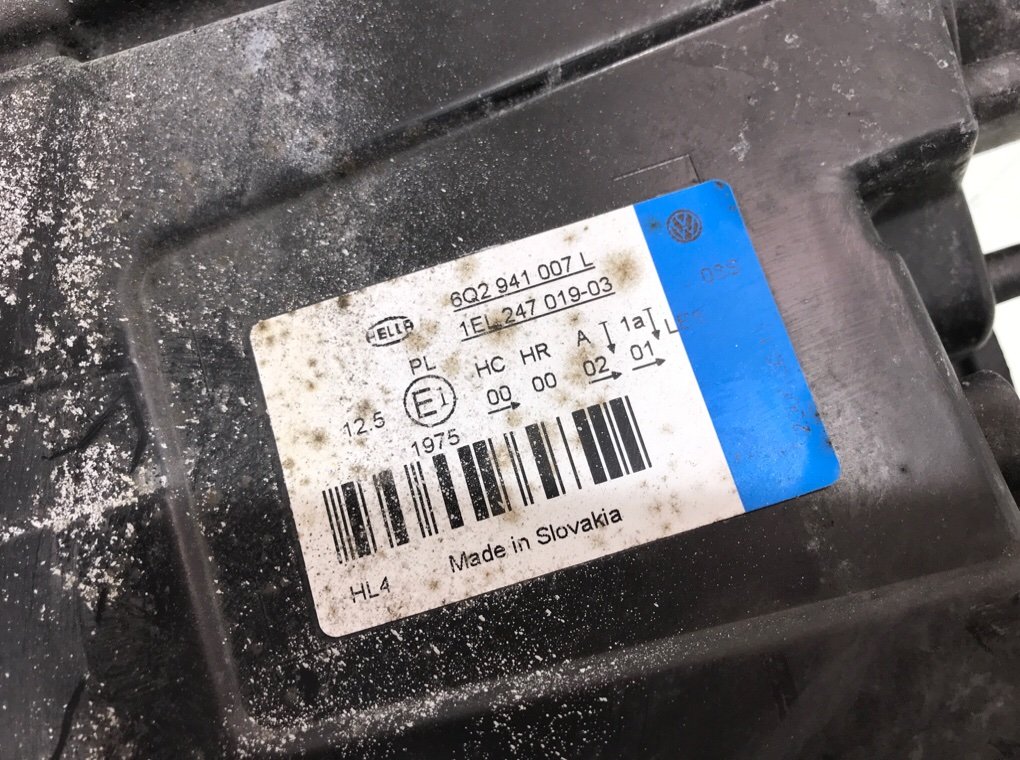 6Q2 941 007 L
1EL 247 019-03
HELLA
PL HC HR A 1a
12.5 E1 00 00 02 01
1975
HL4 Made in Slovakia